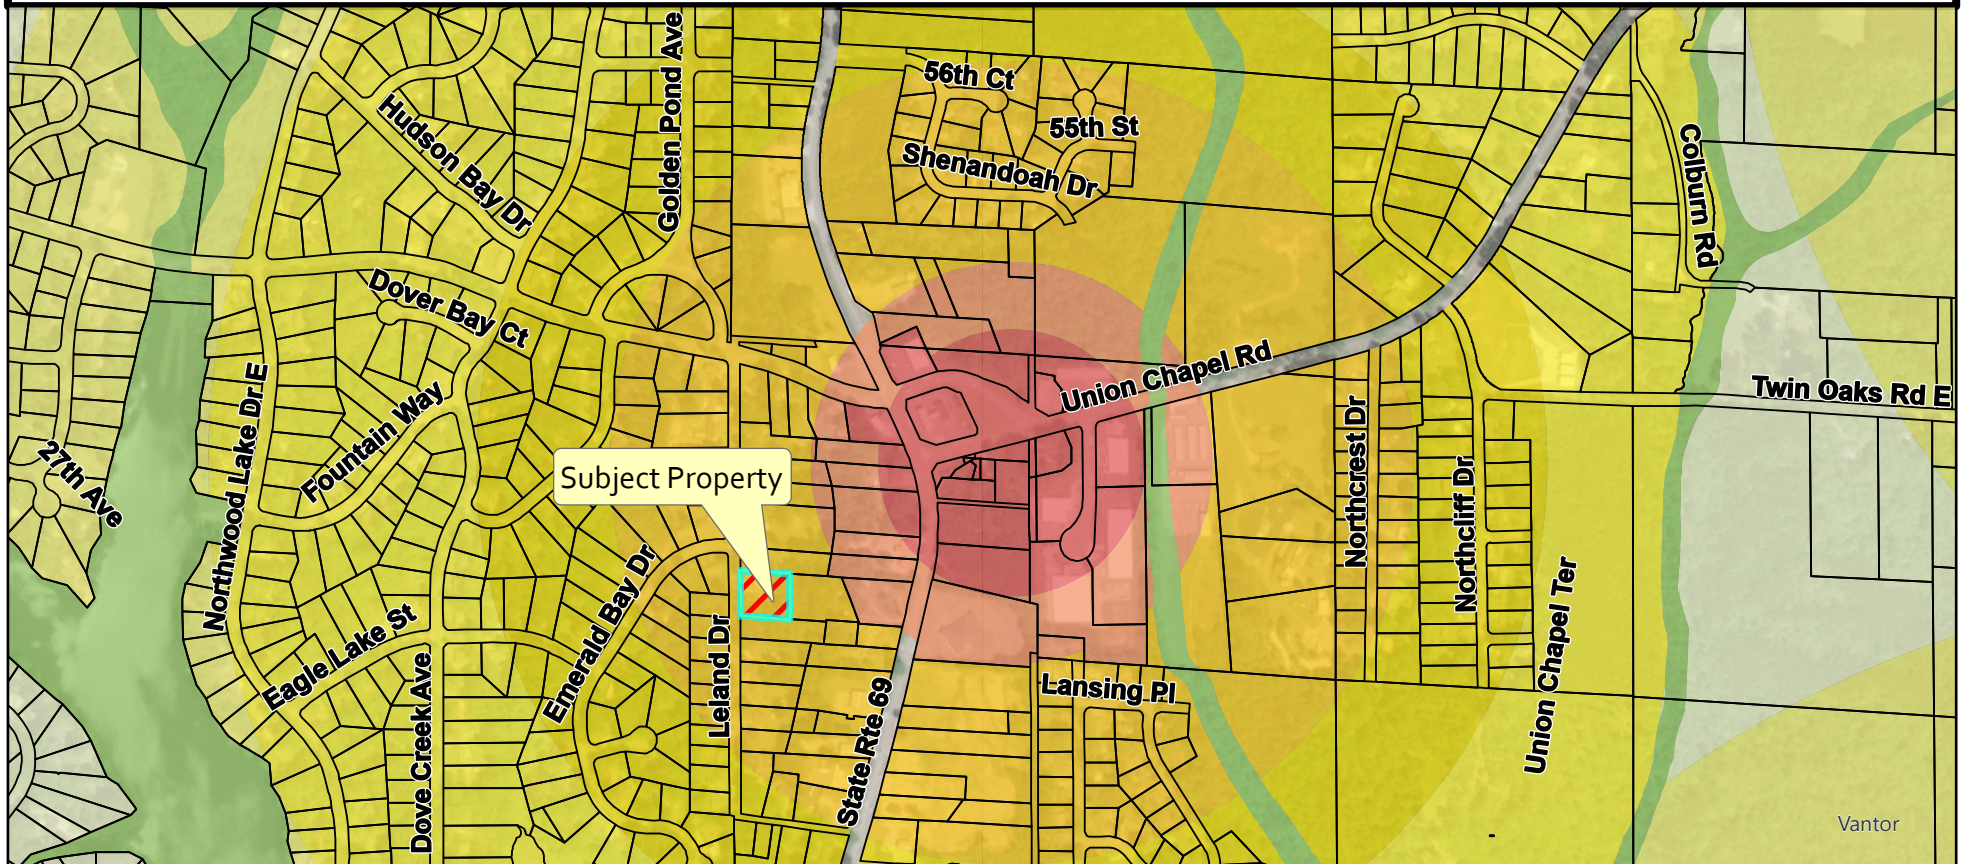 56th Ct
Golden Pond Ave
Hudson Bay Dr
55th St
Shenandoah Dr
Colburn Rd
Dover Bay Ct
Union Chapel Rd
Twin Oaks Rd E
Northwood Lake Dr E
Fountain Way
27th Ave
Subject Property
Northcrest Dr
Northcliff Dr
Emerald Bay Dr
Union Chapel Ter
Eagle Lake St
Leland Dr
Dove Creek Ave
State Rte 69
Lansing Pl
Vantor